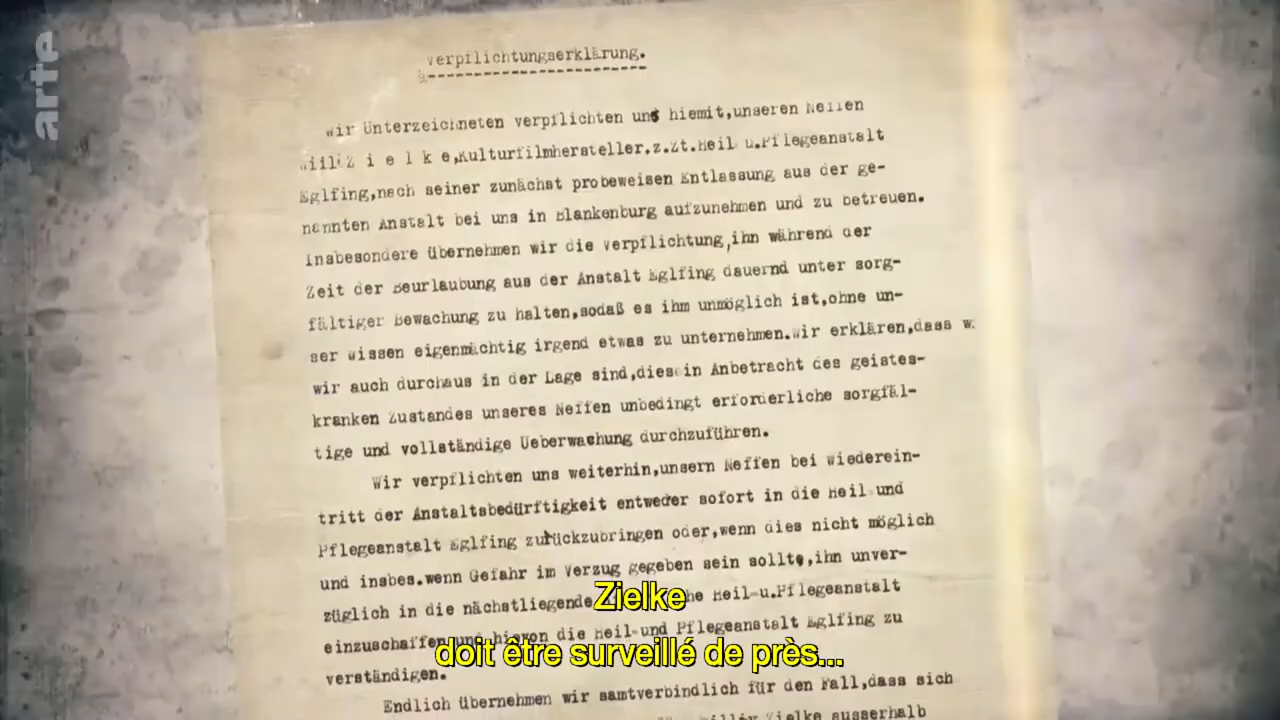 arte
Verpflichtungserklärung.
Wir Unterzeichneten verpflichten uns hiemit,unseren Neffen
Willi Z i e l k e,Kulturfilmhersteller,z.Zt.Heil u.Pflegeanstalt
Eglfing,nach seiner zunächst probeweisen Entlassung aus der ge-
nannten Anstalt bei uns in Blankenburg aufzunehmen und zu betreuen.
Insbesondere übernehmen wir die Verpflichtung,ihn während der
Zeit der Beurlaubung aus der Anstalt Eglfing dauernd unter sorg-
fältiger Bewachung zu halten,sodaß es ihm unmöglich ist,ohne un-
ser Wissen eigenmächtig irgend etwas zu unternehmen.Wir erklären,dass w.
wir auch durchaus in der Lage sind,dies in Anbetracht des geistes-
kranken Zustandes unseres Neffen unbedingt erforderliche sorgfäl-
tige und vollständige Ueberwachung durchzuführen.
Wir verpflichten uns weiterhin,unsern Neffen bei Wiederein-
tritt der Anstaltsbedürftigkeit entweder sofort in die Heil-und
Pflegeanstalt Eglfing zurückzubringen oder,wenn dies nicht möglich
und insbes.wenn Gefahr im Verzug gegeben sein sollte,ihn unver-
züglich in die nächstliegende he Heil-u.Pflegeanstalt
einzuschaffen und hievon die Heil-und Pflegeanstalt Eglfing zu
verständigen.
Endlich übernehmen wir samtverbindlich für den Fall,dass sich
Zielke ausserhalb
Zielke
doit être surveillé de près...